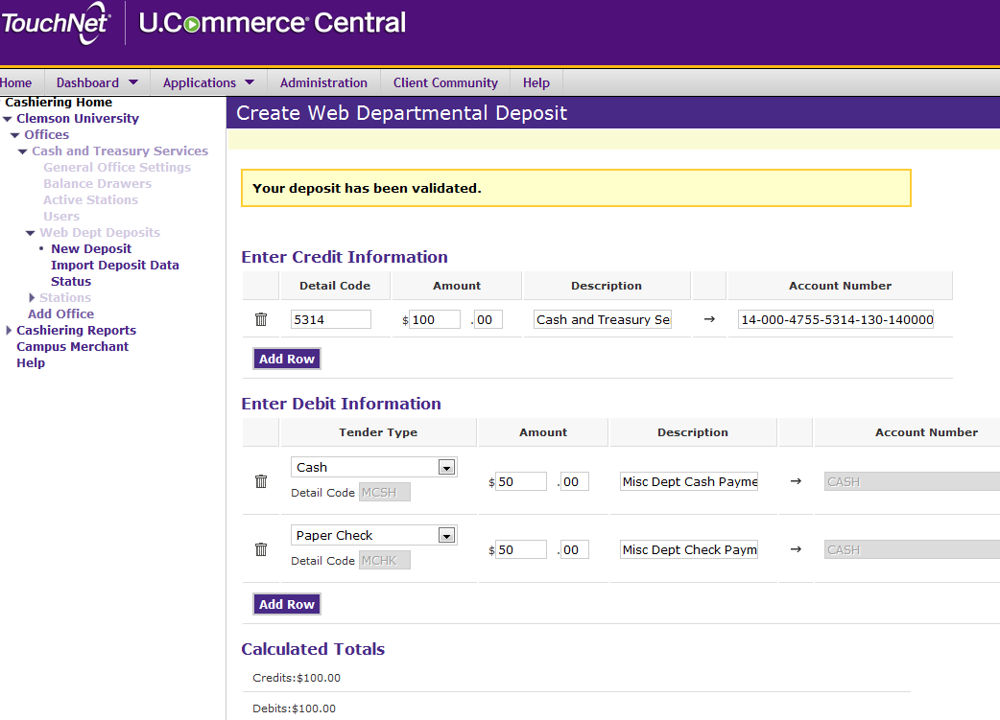 TouchNet® U.Commerce® Central
Home Dashboard Applications Administration Client Community Help
Cashiering Home
Clemson University
Offices
Cash and Treasury Services
General Office Settings
Balance Drawers
Active Stations
Users
Web Dept Deposits
New Deposit
Import Deposit Data
Status
Stations
Add Office
Cashiering Reports
Campus Merchant
Help
Create Web Departmental Deposit
Your deposit has been validated.
Enter Credit Information
Detail Code Amount Description Account Number
5314 $ 100 . 00 Cash and Treasury Se → 14-000-4755-5314-130-140000
Add Row
Enter Debit Information
Tender Type Amount Description Account Number
Cash $ 50 . 00 Misc Dept Cash Payme → CASH
Detail Code MCSH
Paper Check $ 50 . 00 Misc Dept Check Paym → CASH
Detail Code MCHK
Add Row
Calculated Totals
Credits:$100.00
Debits:$100.00